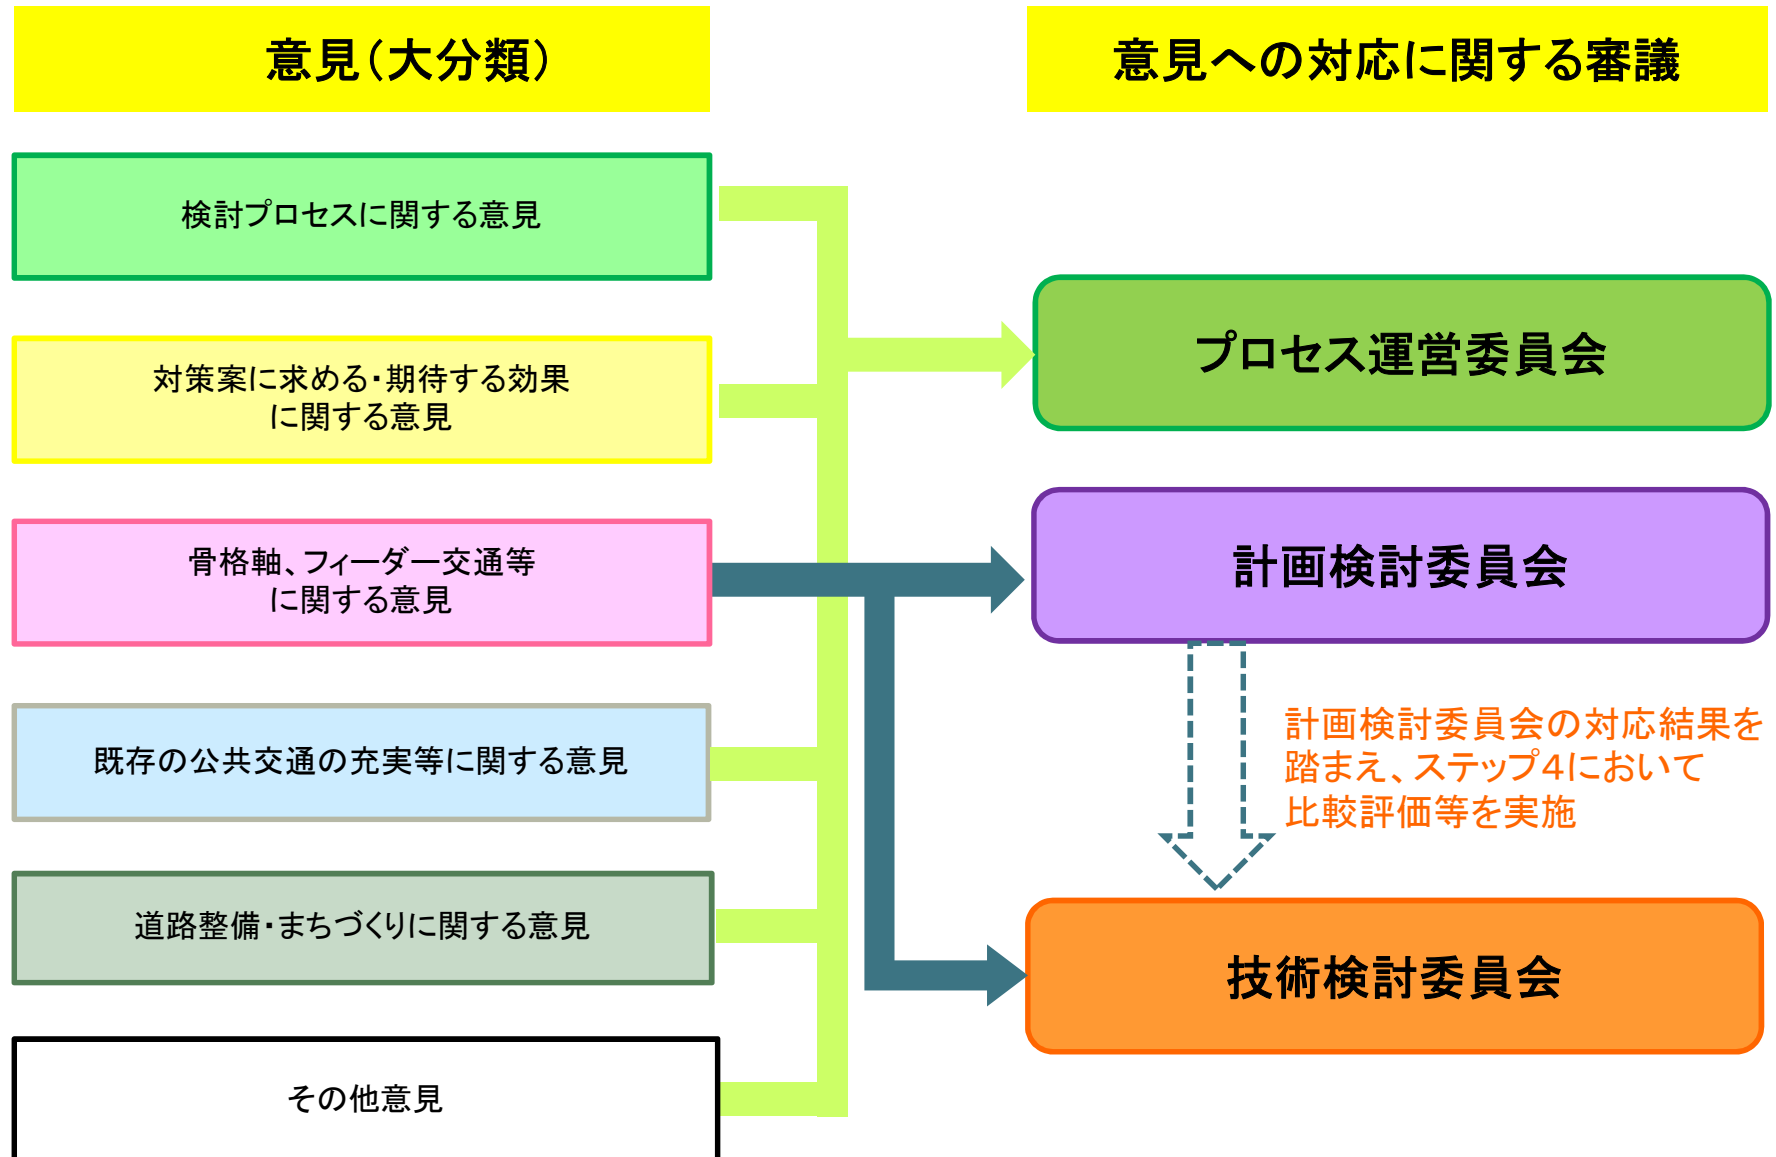 意見（大分類）
検討プロセスに関する意見
対策案に求める・期待する効果
に関する意見
骨格軸、フィーダー交通等
に関する意見
既存の公共交通の充実等に関する意見
道路整備・まちづくりに関する意見
その他意見
意見への対応に関する審議
プロセス運営委員会
計画検討委員会
計画検討委員会の対応結果を
踏まえ、ステップ４において
比較評価等を実施
技術検討委員会